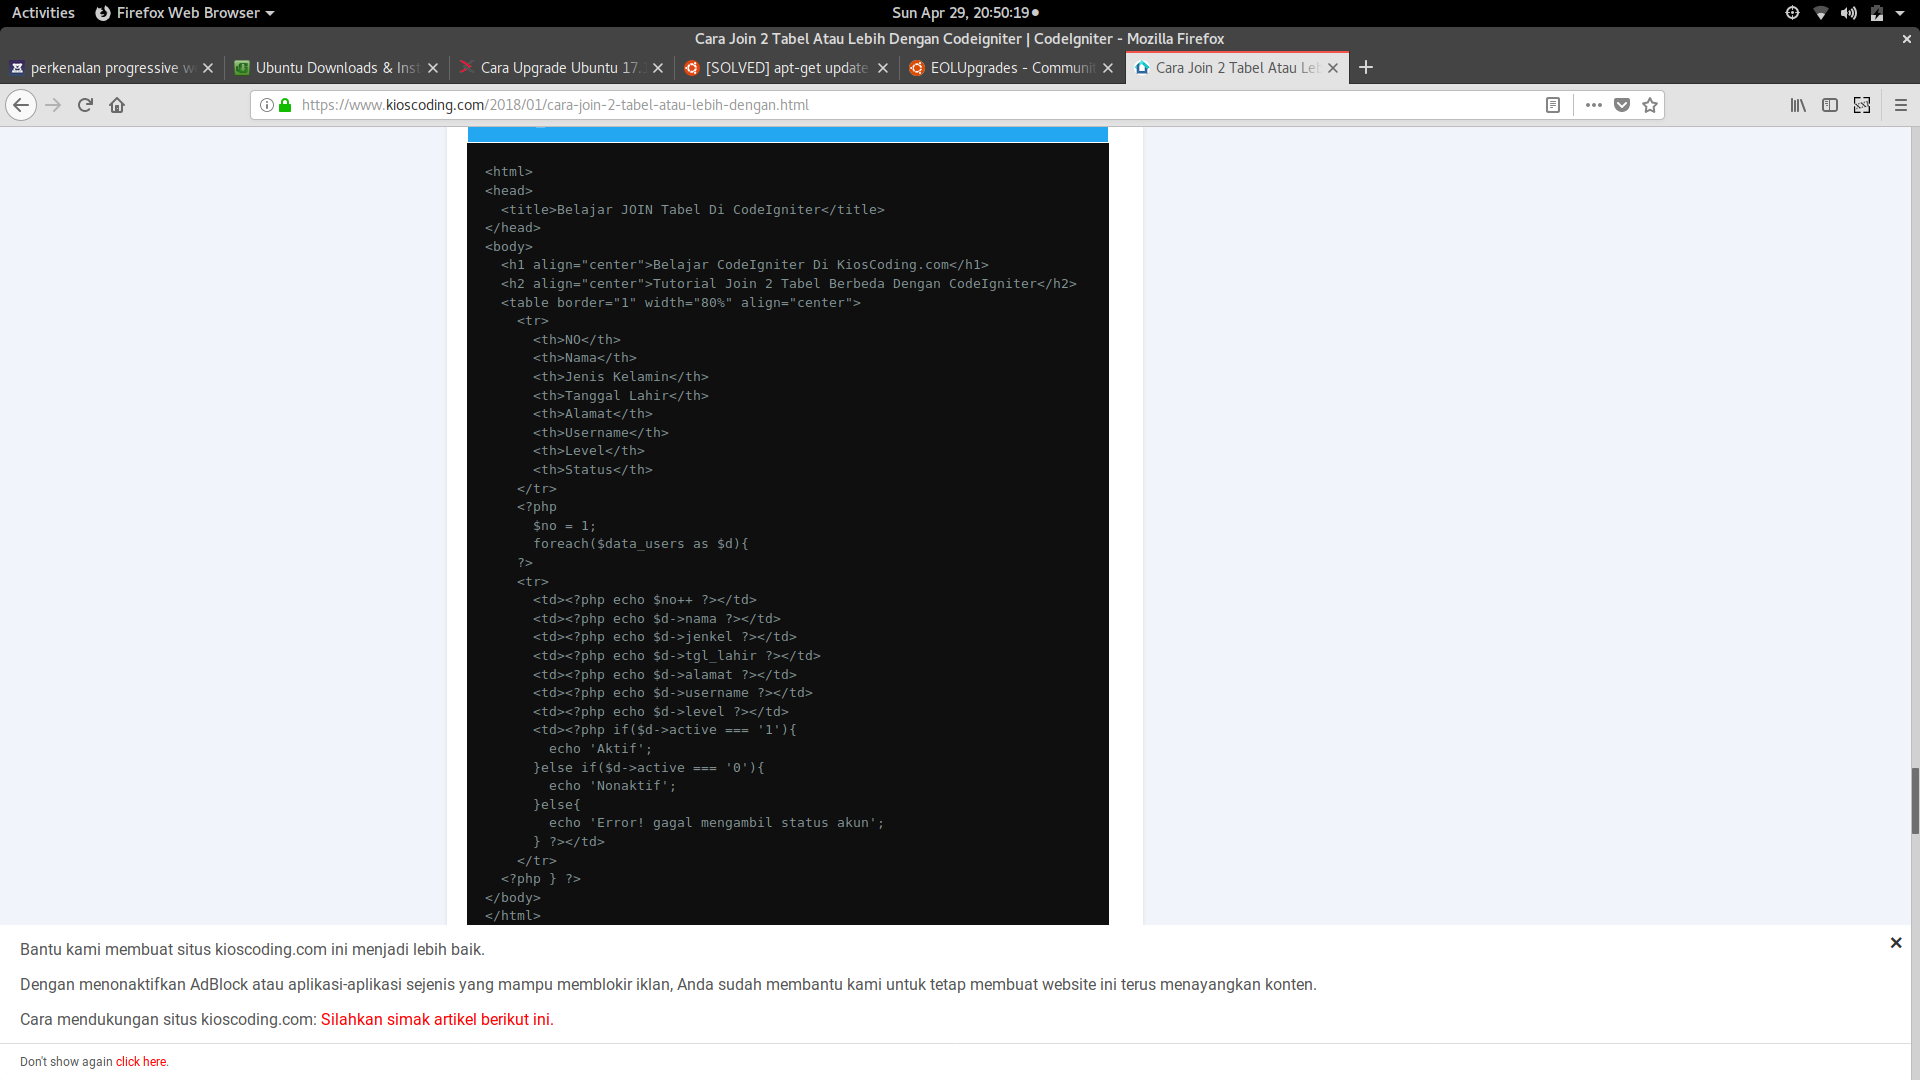 Activities Firefox Web Browser Sun Apr 29, 20:50:19
Cara Join 2 Tabel Atau Lebih Dengan Codeigniter | CodeIgniter - Mozilla Firefox
perkenalan progressive w Ubuntu Downloads & Inst Cara Upgrade Ubuntu 17. [SOLVED] apt-get update EOLUpgrades - Communi Cara Join 2 Tabel Atau Le
https://www.kioscoding.com/2018/01/cara-join-2-tabel-atau-lebih-dengan.html
<html>
<head>
<title>Belajar JOIN Tabel Di CodeIgniter</title>
</head>
<body>
<h1 align="center">Belajar CodeIgniter Di KiosCoding.com</h1>
<h2 align="center">Tutorial Join 2 Tabel Berbeda Dengan CodeIgniter</h2>
<table border="1" width="80%" align="center">
<tr>
<th>NO</th>
<th>Nama</th>
<th>Jenis Kelamin</th>
<th>Tanggal Lahir</th>
<th>Alamat</th>
<th>Username</th>
<th>Level</th>
<th>Status</th>
</tr>
<?php
$no = 1;
foreach($data_users as $d){
?>
<tr>
<td><?php echo $no++ ?></td>
<td><?php echo $d->nama ?></td>
<td><?php echo $d->jenkel ?></td>
<td><?php echo $d->tgl_lahir ?></td>
<td><?php echo $d->alamat ?></td>
<td><?php echo $d->username ?></td>
<td><?php echo $d->level ?></td>
<td><?php if($d->active === '1'){
echo 'Aktif';
}else if($d->active === '0'){
echo 'Nonaktif';
}else{
echo 'Error! gagal mengambil status akun';
} ?></td>
</tr>
<?php } ?>
</body>
</html>
Bantu kami membuat situs kioscoding.com ini menjadi lebih baik.
Dengan menonaktifkan AdBlock atau aplikasi-aplikasi sejenis yang mampu memblokir iklan, Anda sudah membantu kami untuk tetap membuat website ini terus menayangkan konten.
Cara mendukungan situs kioscoding.com: Silahkan simak artikel berikut ini.
Don't show again click here.